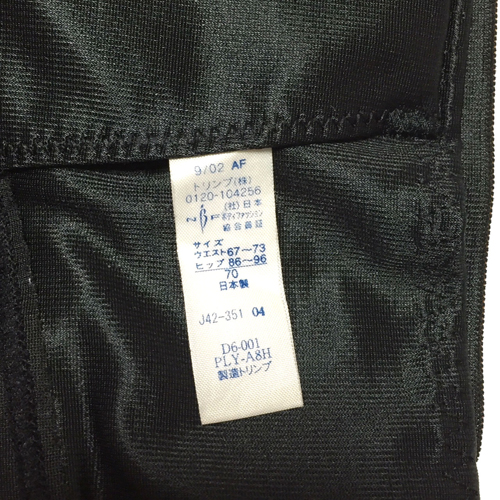 9/02 AF
トリンプ(株)
0120-104256
(社)日本
NBF ボディファッション
協会会員証
サイズ
ウエスト67～73
ヒップ 86～96
70
日本製
J42-351 04
D6-001
PLY-A8H
製造トリンプ